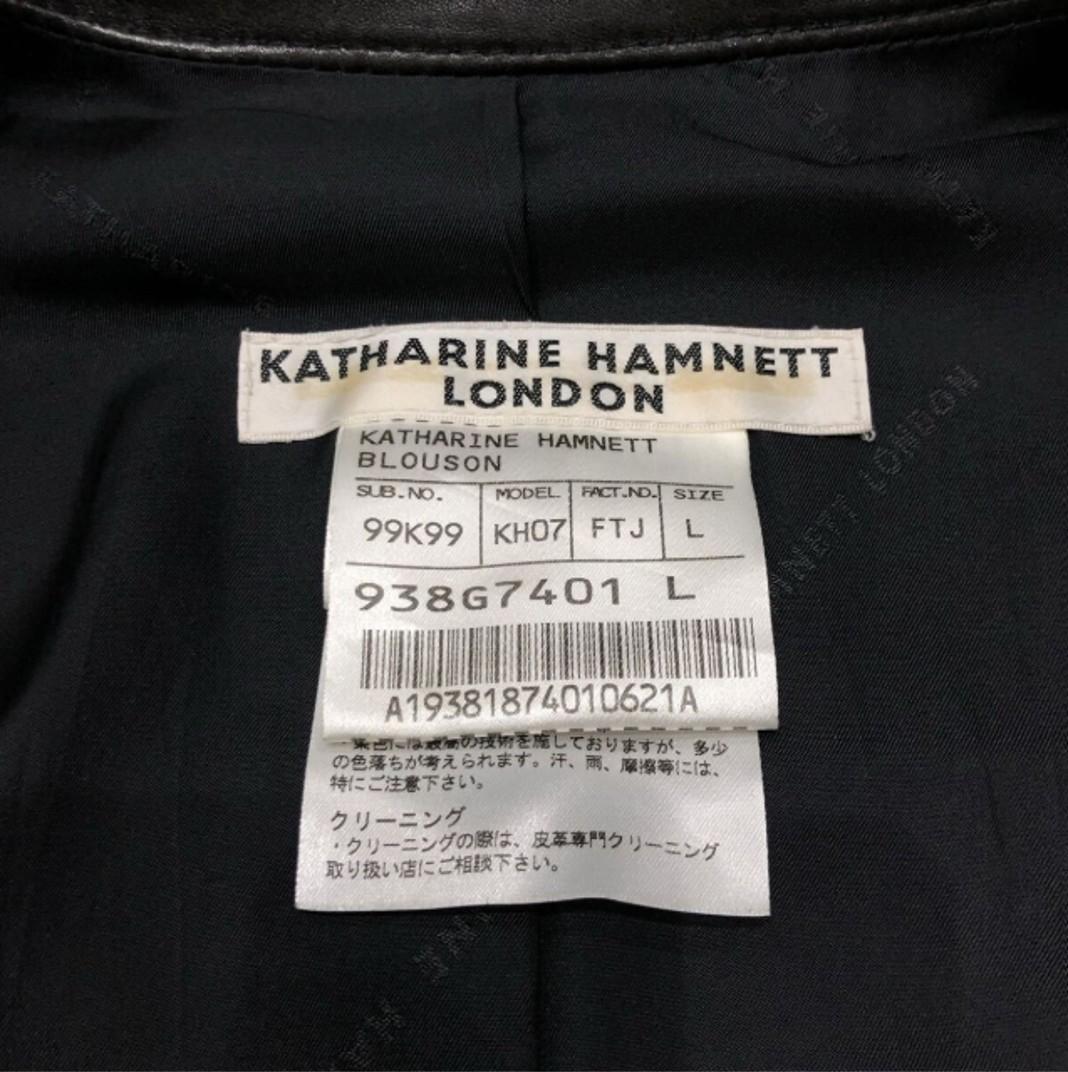 KATHARINE HAMNETT
LONDON
KATHARINE HAMNETT
BLOUSON
SUB.NO. MODEL FACT.NO. SIZE
99K99 KH07 FTJ L
938G7401 L
A19381874010621A
・染色には最高の技術を施しておりますが、多少
の色落ちが考えられます。汗、雨、摩擦等には、
特にご注意下さい。
クリーニング
・クリーニングの際は、皮革専門クリーニング
取り扱い店にご相談下さい。
LONDON